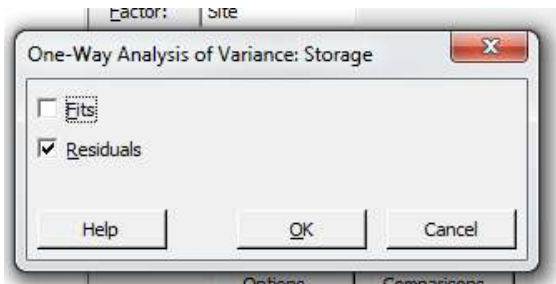 Factor: Site
One-Way Analysis of Variance: Storage
Fits
Residuals
Help OK Cancel
Options Comparisons